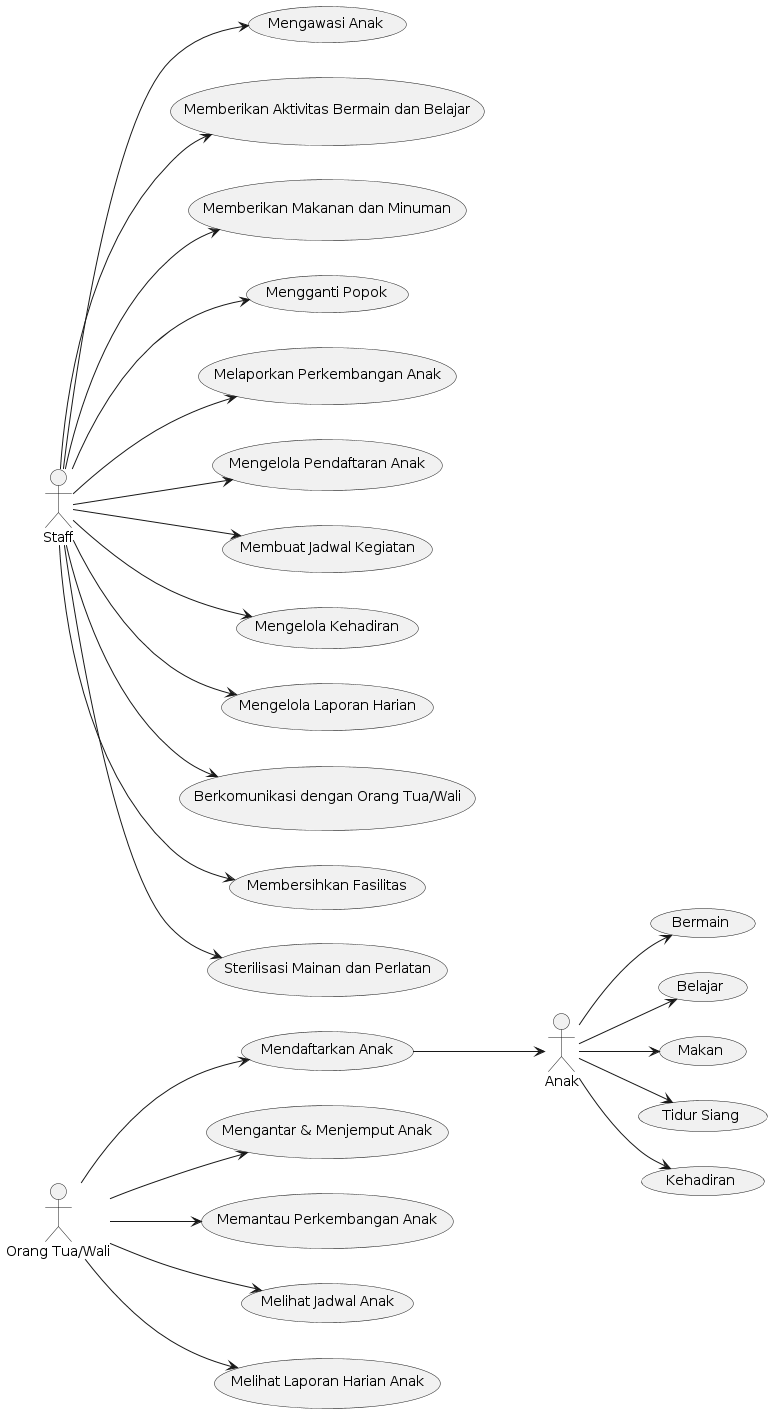 Mengawasi Anak
Memberikan Aktivitas Bermain dan Belajar
Memberikan Makanan dan Minuman
Mengganti Popok
Melaporkan Perkembangan Anak
Mengelola Pendaftaran Anak
Staff
Membuat Jadwal Kegiatan
Mengelola Kehadiran
Mengelola Laporan Harian
Berkomunikasi dengan Orang Tua/Wali
Membersihkan Fasilitas
Sterilisasi Mainan dan Perlatan
Mendaftarkan Anak
Mengantar & Menjemput Anak
Memantau Perkembangan Anak
Orang Tua/Wali
Melihat Jadwal Anak
Melihat Laporan Harian Anak
Anak
Bermain
Belajar
Makan
Tidur Siang
Kehadiran